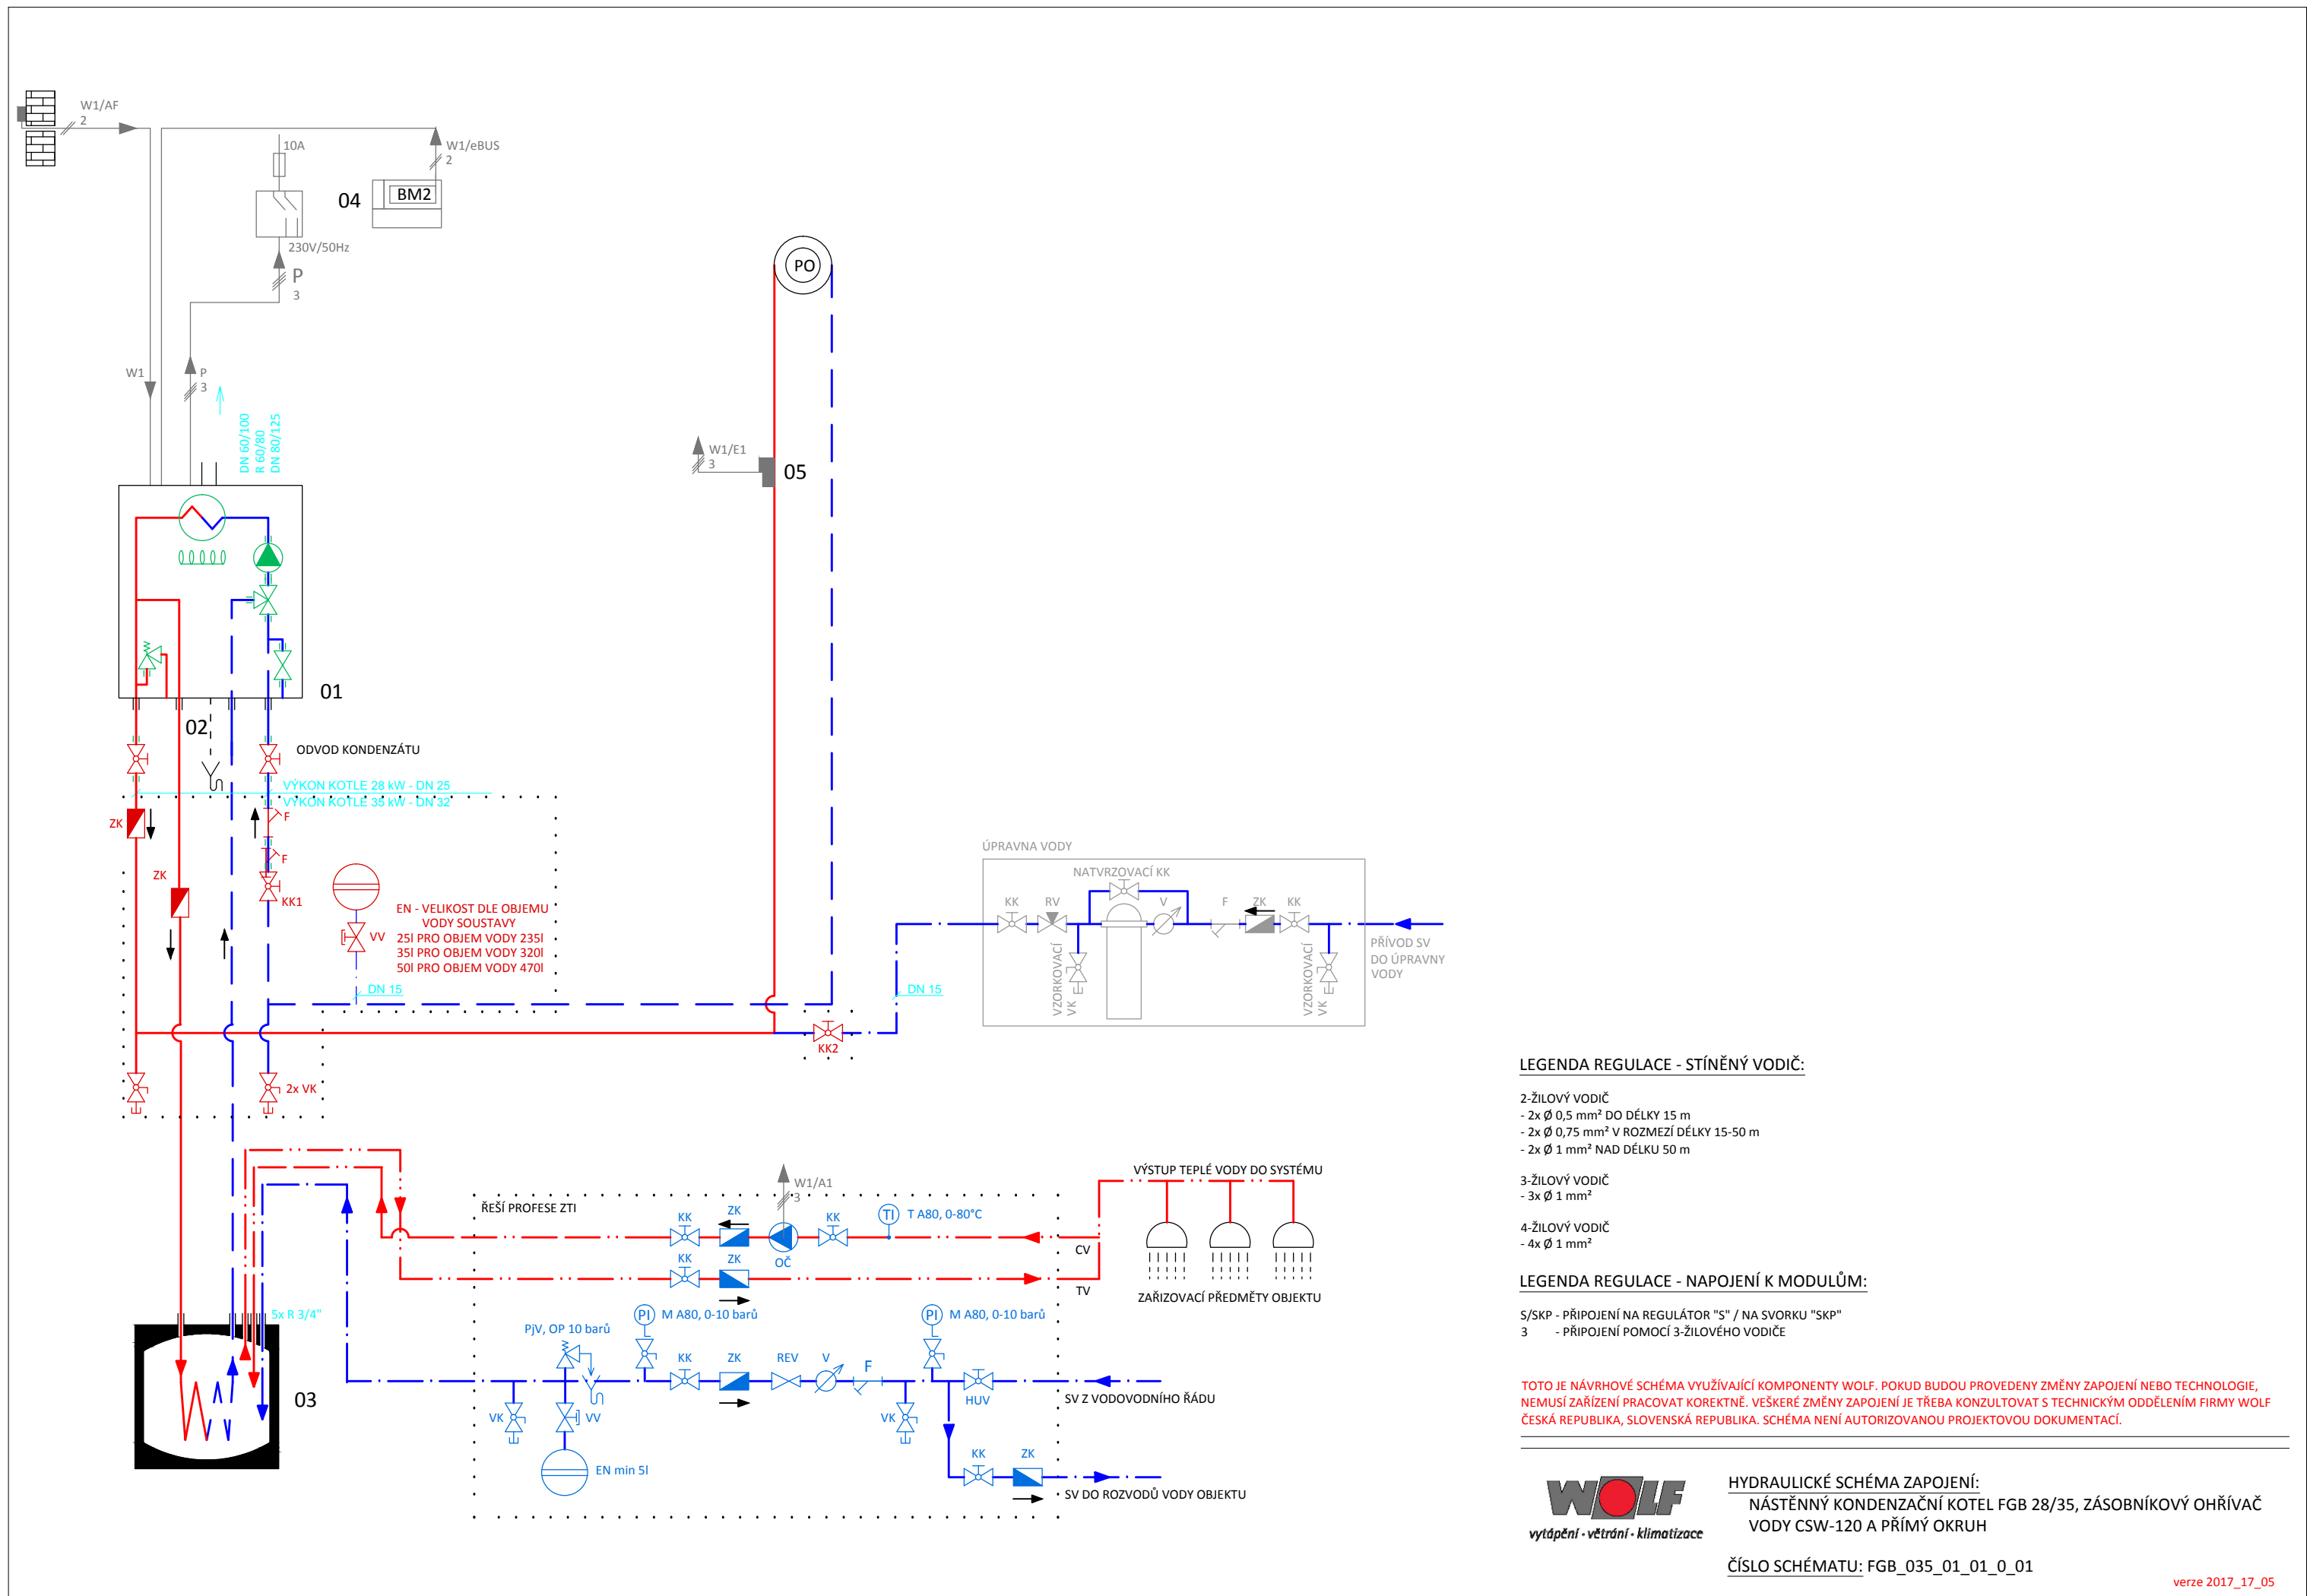 W1/AF
2
10A
W1/eBUS
2
04
BM2
230V/50Hz
P
3
PO
W1
P
3
DN 60/100
R 60/80
DN 80/125
W1/E1
3
05
01
02
ODVOD KONDENZÁTU
VÝKON KOTLE 28 kW - DN 25
VÝKON KOTLE 35 kW - DN 32
ZK
F
F
ZK
KK1
EN - VELIKOST DLE OBJEMU
VODY SOUSTAVY
25l PRO OBJEM VODY 235l
35l PRO OBJEM VODY 320l
50l PRO OBJEM VODY 470l
VV
DN 15
2x VK
KK2
DN 15
ÚPRAVNA VODY
NATVRZOVACÍ KK
KK
RV
V
F
ZK
KK
VZORKOVACÍ
VK
VZORKOVACÍ
VK
PŘÍVOD SV
DO ÚPRAVNY
VODY
LEGENDA REGULACE - STÍNĚNÝ VODIČ:
2-ŽILOVÝ VODIČ
- 2x Ø 0,5 mm² DO DÉLKY 15 m
- 2x Ø 0,75 mm² V ROZMEZÍ DÉLKY 15-50 m
- 2x Ø 1 mm² NAD DÉLKU 50 m
3-ŽILOVÝ VODIČ
- 3x Ø 1 mm²
4-ŽILOVÝ VODIČ
- 4x Ø 1 mm²
LEGENDA REGULACE - NAPOJENÍ K MODULŮM:
S/SKP - PŘIPOJENÍ NA REGULÁTOR "S" / NA SVORKU "SKP"
3 - PŘIPOJENÍ POMOCÍ 3-ŽILOVÉHO VODIČE
ŘEŠÍ PROFESE ZTI
W1/A1
3
KK
ZK
OČ
KK
TI
T A80, 0-80°C
KK
ZK
CV
TV
VÝSTUP TEPLÉ VODY DO SYSTÉMU
ZAŘIZOVACÍ PŘEDMĚTY OBJEKTU
5x R 3/4"
03
PjV, OP 10 barů
PI
M A80, 0-10 barů
PI
M A80, 0-10 barů
KK
ZK
REV
V
F
HUV
SV Z VODOVODNÍHO ŘÁDU
VK
VV
VK
EN min 5l
KK
ZK
SV DO ROZVODŮ VODY OBJEKTU
TOTO JE NÁVRHOVÉ SCHÉMA VYUŽÍVAJÍCÍ KOMPONENTY WOLF. POKUD BUDOU PROVEDENY ZMĚNY ZAPOJENÍ NEBO TECHNOLOGIE,
NEMUSÍ ZAŘÍZENÍ PRACOVAT KOREKTNĚ. VEŠKERÉ ZMĚNY ZAPOJENÍ JE TŘEBA KONZULTOVAT S TECHNICKÝM ODDĚLENÍM FIRMY WOLF
ČESKÁ REPUBLIKA, SLOVENSKÁ REPUBLIKA. SCHÉMA NENÍ AUTORIZOVANOU PROJEKTOVOU DOKUMENTACÍ.
WOLF
vytápění · větrání · klimatizace
HYDRAULICKÉ SCHÉMA ZAPOJENÍ:
NÁSTĚNNÝ KONDENZAČNÍ KOTEL FGB 28/35, ZÁSOBNÍKOVÝ OHŘÍVAČ
VODY CSW-120 A PŘÍMÝ OKRUH
ČÍSLO SCHÉMATU: FGB_035_01_01_0_01
verze 2017_17_05